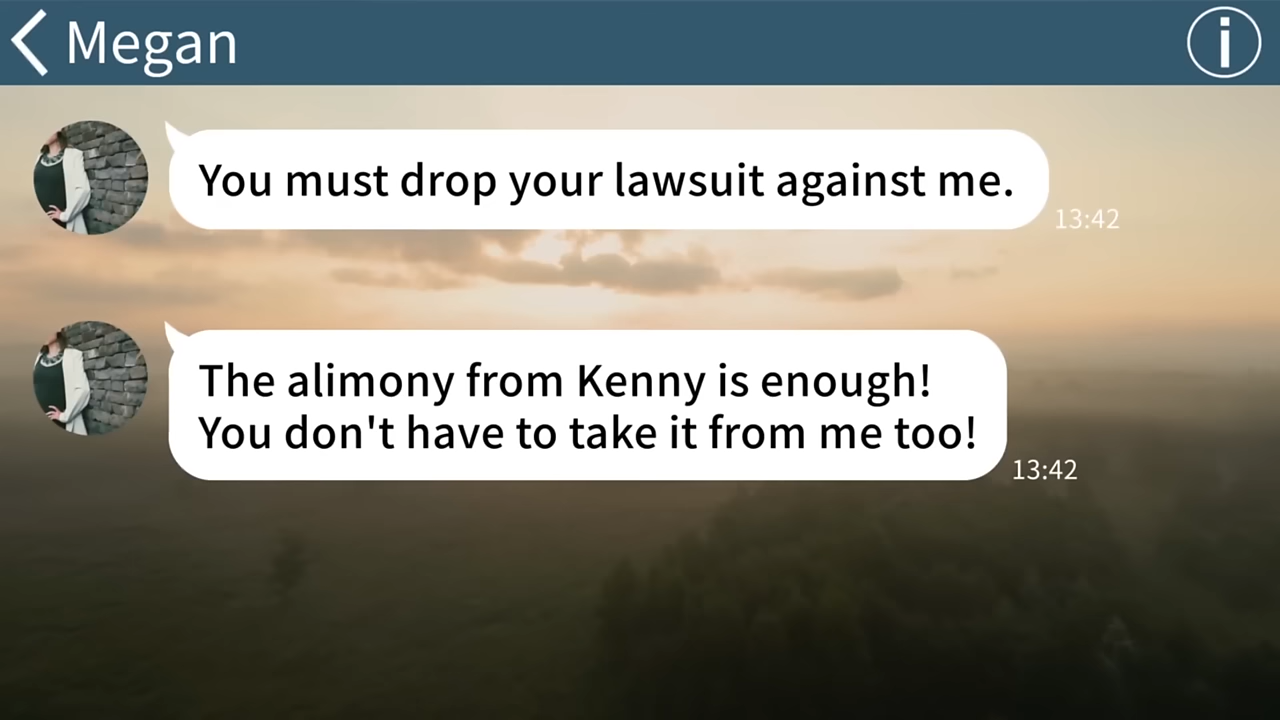 Megan
You must drop your lawsuit against me.
13:42
The alimony from Kenny is enough!
You don't have to take it from me too!
13:42